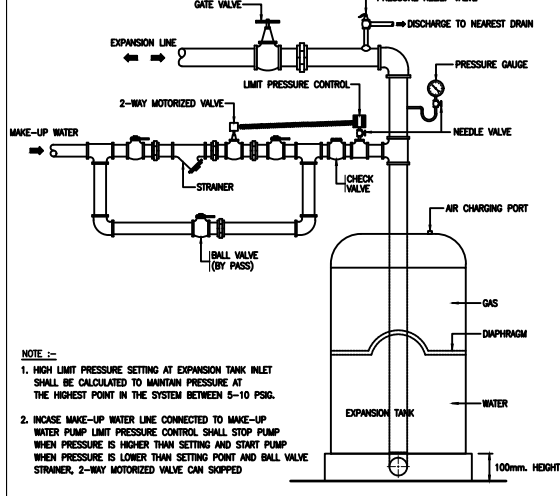 GATE VALVE
DISCHARGE TO NEAREST DRAIN
EXPANSION LINE
PRESSURE GAUGE
LIMIT PRESSURE CONTROL
2-WAY MOTORIZED VALVE
MAKE-UP WATER
NEEDLE VALVE
STRAINER
CHECK
VALVE
AIR CHARGING PORT
BALL VALVE
(BY PASS)
GAS
DIAPHRAGM
WATER
EXPANSION TANK
100mm. HEIGHT
NOTE :-
1. HIGH LIMIT PRESSURE SETTING AT EXPANSION TANK INLET
SHALL BE CALCULATED TO MAINTAIN PRESSURE AT
THE HIGHEST POINT IN THE SYSTEM BETWEEN 5-10 PSIG.
2. INCASE MAKE-UP WATER LINE CONNECTED TO MAKE-UP
WATER PUMP LIMIT PRESSURE CONTROL SHALL STOP PUMP
WHEN PRESSURE IS HIGHER THAN SETTING AND START PUMP
WHEN PRESSURE IS LOWER THAN SETTING POINT AND BALL VALVE
STRAINER, 2-WAY MOTORIZED VALVE CAN SKIPPED